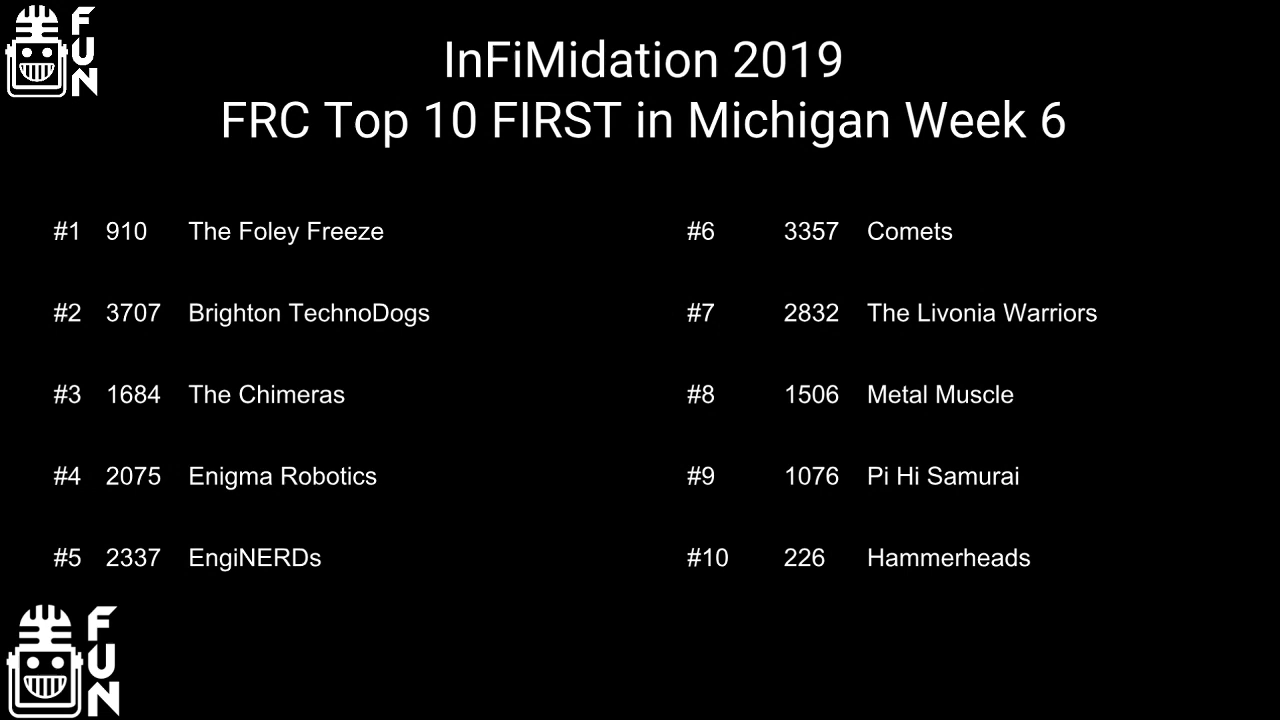 FUN
InFiMidation 2019
FRC Top 10 FIRST in Michigan Week 6
#1 910 The Foley Freeze
#2 3707 Brighton TechnoDogs
#3 1684 The Chimeras
#4 2075 Enigma Robotics
#5 2337 EngiNERDs
#6 3357 Comets
#7 2832 The Livonia Warriors
#8 1506 Metal Muscle
#9 1076 Pi Hi Samurai
#10 226 Hammerheads
FUN